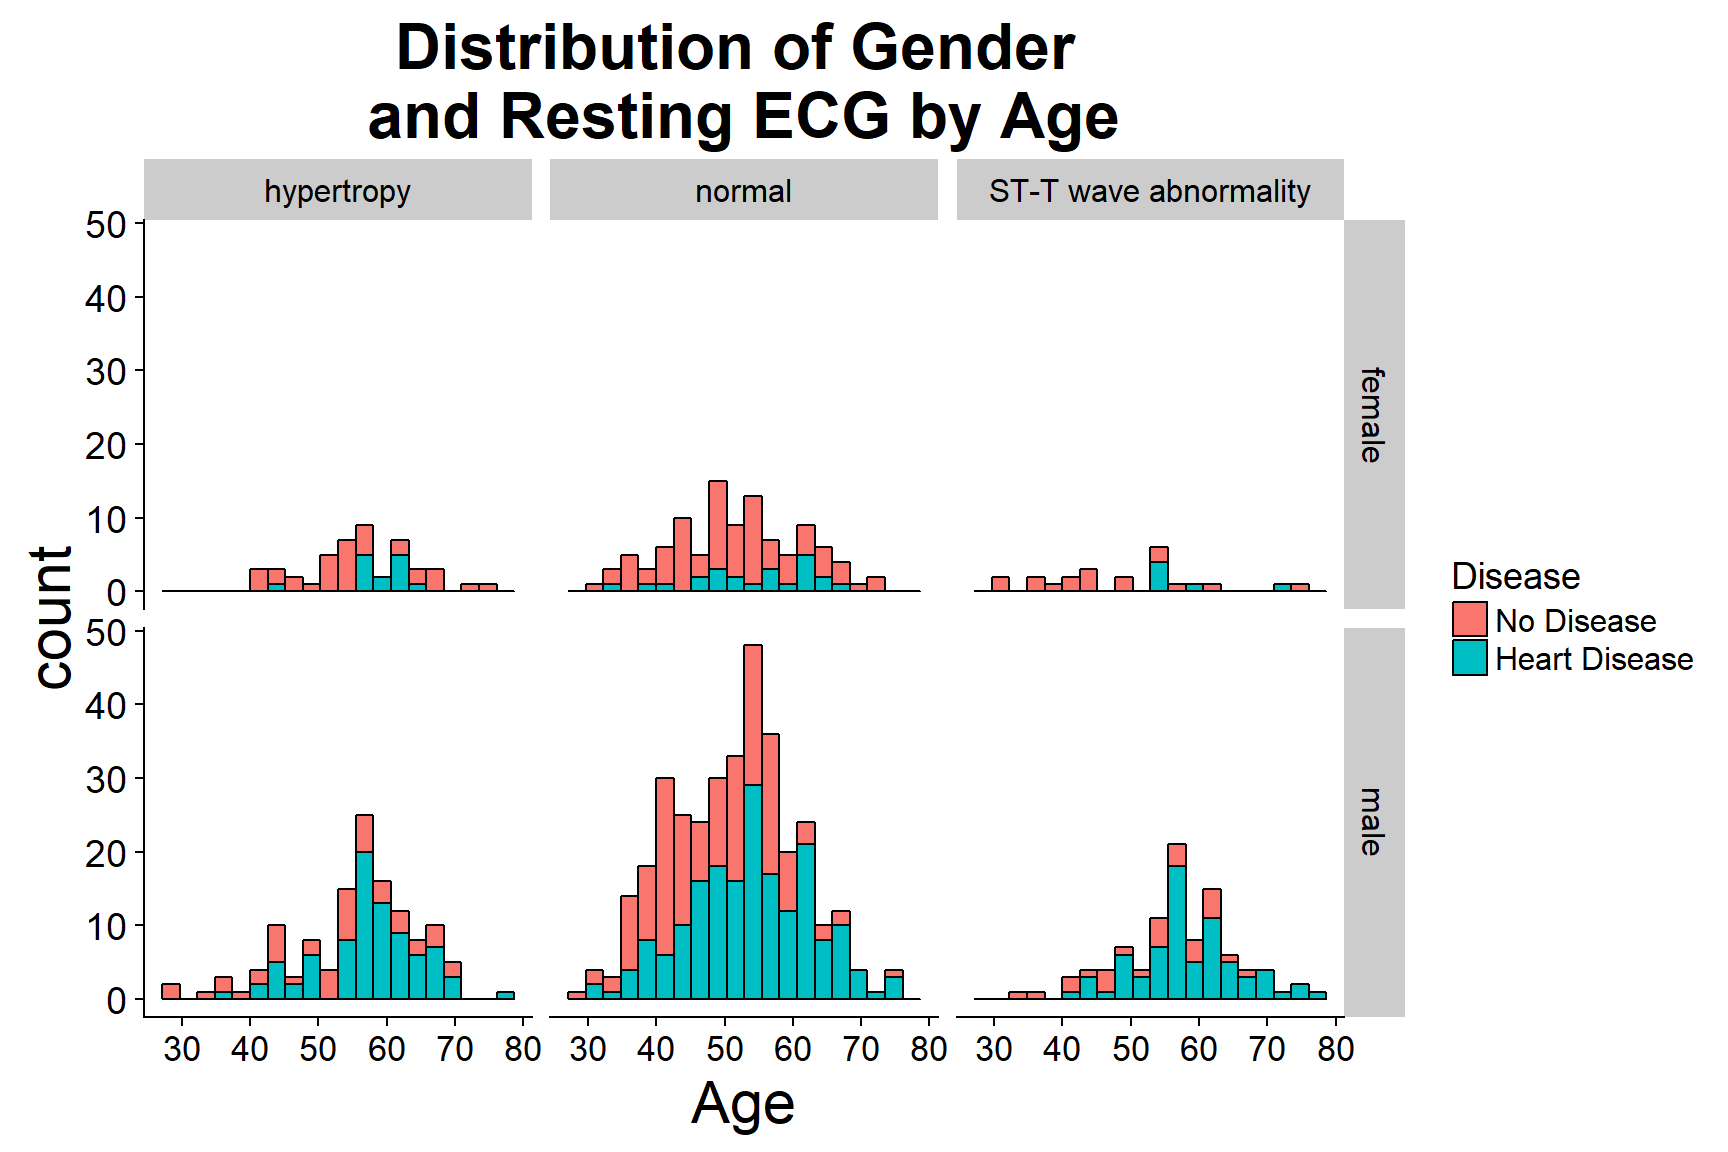 Distribution of Gender
and Resting ECG by Age
hypertropy
normal
ST-T wave abnormality
50
40
30
20
10
0
female
50
40
30
20
10
0
male
count
30 40 50 60 70 80
30 40 50 60 70 80
30 40 50 60 70 80
Age
Disease
No Disease
Heart Disease